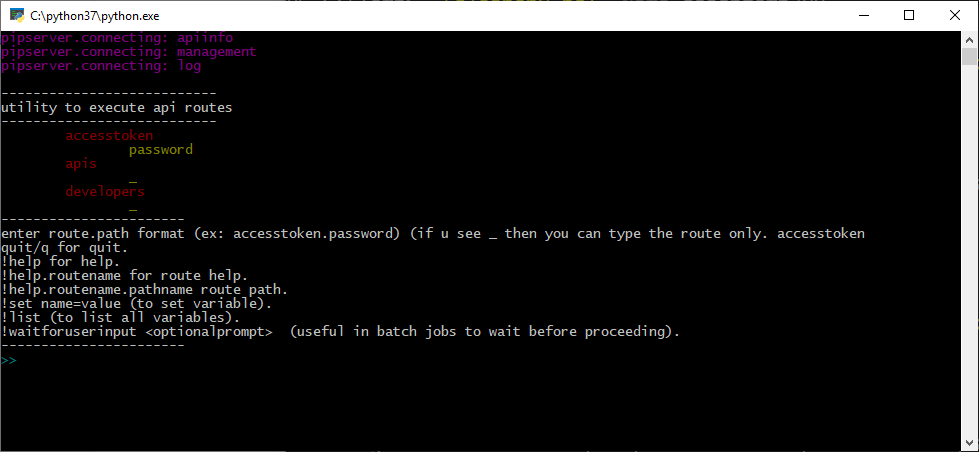 C:\python37\python.exe
pipserver.connecting: apiinfo
pipserver.connecting: management
pipserver.connecting: log
---------------------------
utility to execute api routes
---------------------------
accesstoken
password
apis
_
developers
_
-----------------------
enter route.path format (ex: accesstoken.password) (if u see _ then you can type the route only. accesstoken
quit/q for quit.
!help for help.
!help.routename for route help.
!help.routename.pathname route path.
!set name=value (to set variable).
!list (to list all variables).
!waitforuserinput <optionalprompt>  (useful in batch jobs to wait before proceeding).
-----------------------
>>